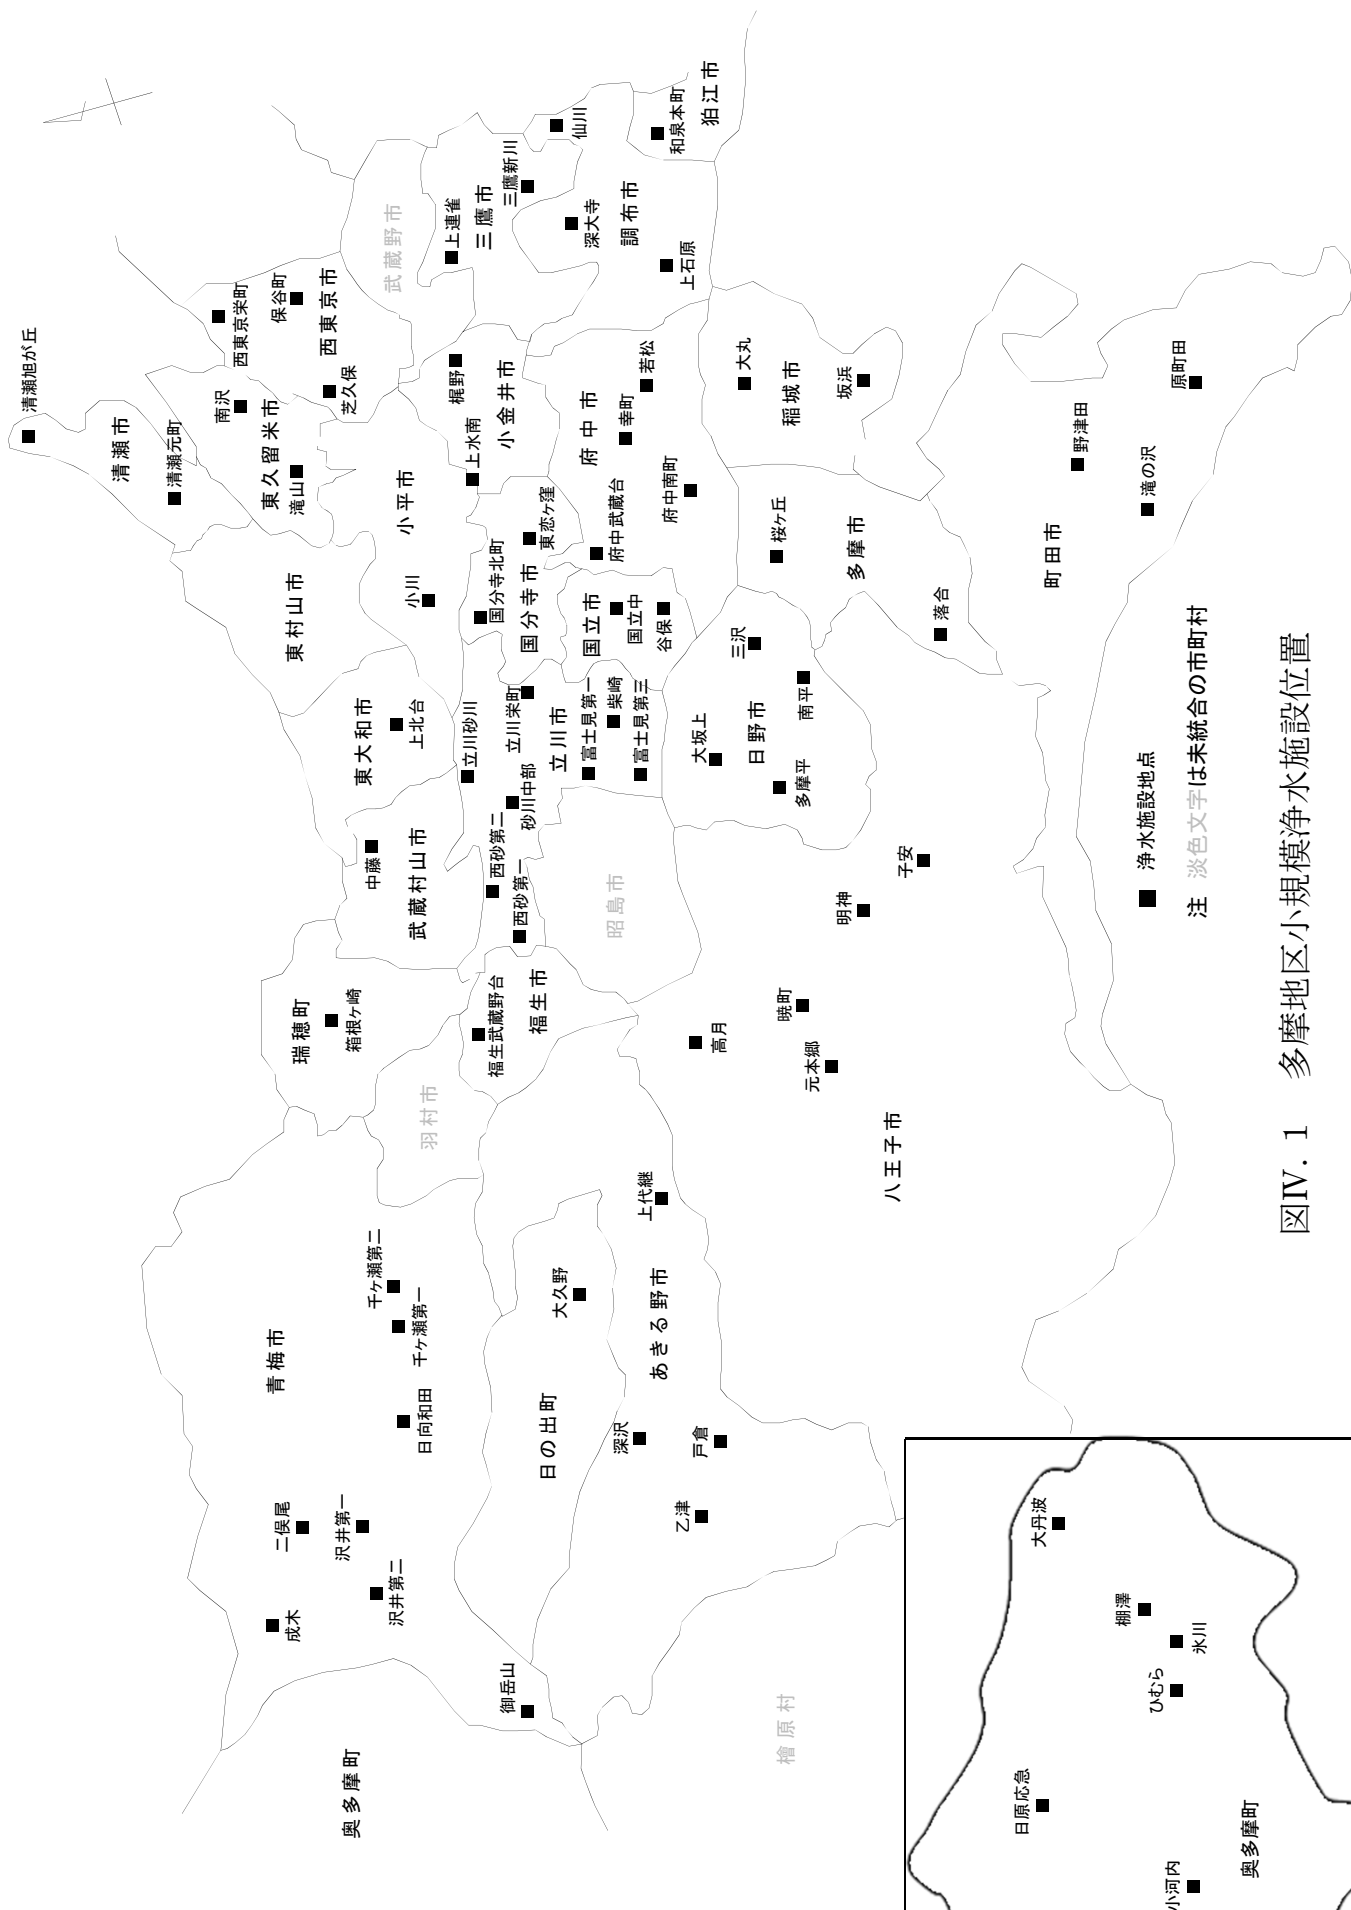 奥多摩町
成木
二俣尾
沢井第一
沢井第二
御岳山
青梅市
日向和田
千ヶ瀬第一
千ヶ瀬第二
羽村市
瑞穂町
箱根ヶ崎
福生武蔵野台
福生市
武蔵村山市
中藤
東大和市
上北台
東村山市
清瀬市
清瀬旭が丘
清瀬元町
東久留米市
南沢
滝山
西東京市
西東京栄町
保谷町
芝久保
武蔵野市
小平市
小川
上水南
小金井市
梶野
三鷹市
上連雀
三鷹新川
仙川
調布市
深大寺
上石原
狛江市
和泉本町
府中市
若松
幸町
府中武蔵台
府中南町
国分寺市
国分寺北町
東恋ヶ窪
国立市
国立中
谷保
立川市
立川砂川
立川栄町
砂川中部
西砂第二
西砂第一
富士見第一
柴崎
富士見第三
昭島市
日の出町
大久野
あきる野市
上代継
深沢
戸倉
乙津
檜原村
八王子市
高月
暁町
元本郷
明神
子安
日野市
大坂上
多摩平
南平
三沢
多摩市
桜ヶ丘
落合
稲城市
大丸
坂浜
町田市
野津田
滝の沢
原町田
大丹波
棚澤
氷川
ひむら
日原応急
小河内
奥多摩町
浄水施設地点
注 淡色文字は未統合の市町村
図Ⅳ. 1 多摩地区小規模浄水施設位置